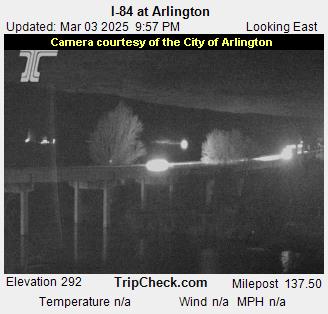 I-84 at Arlington
Updated: Mar 03 2025 9:57 PM Looking East
Camera courtesy of the City of Arlington
Elevation 292 TripCheck.com Milepost 137.50
Temperature n/a Wind n/a MPH n/a